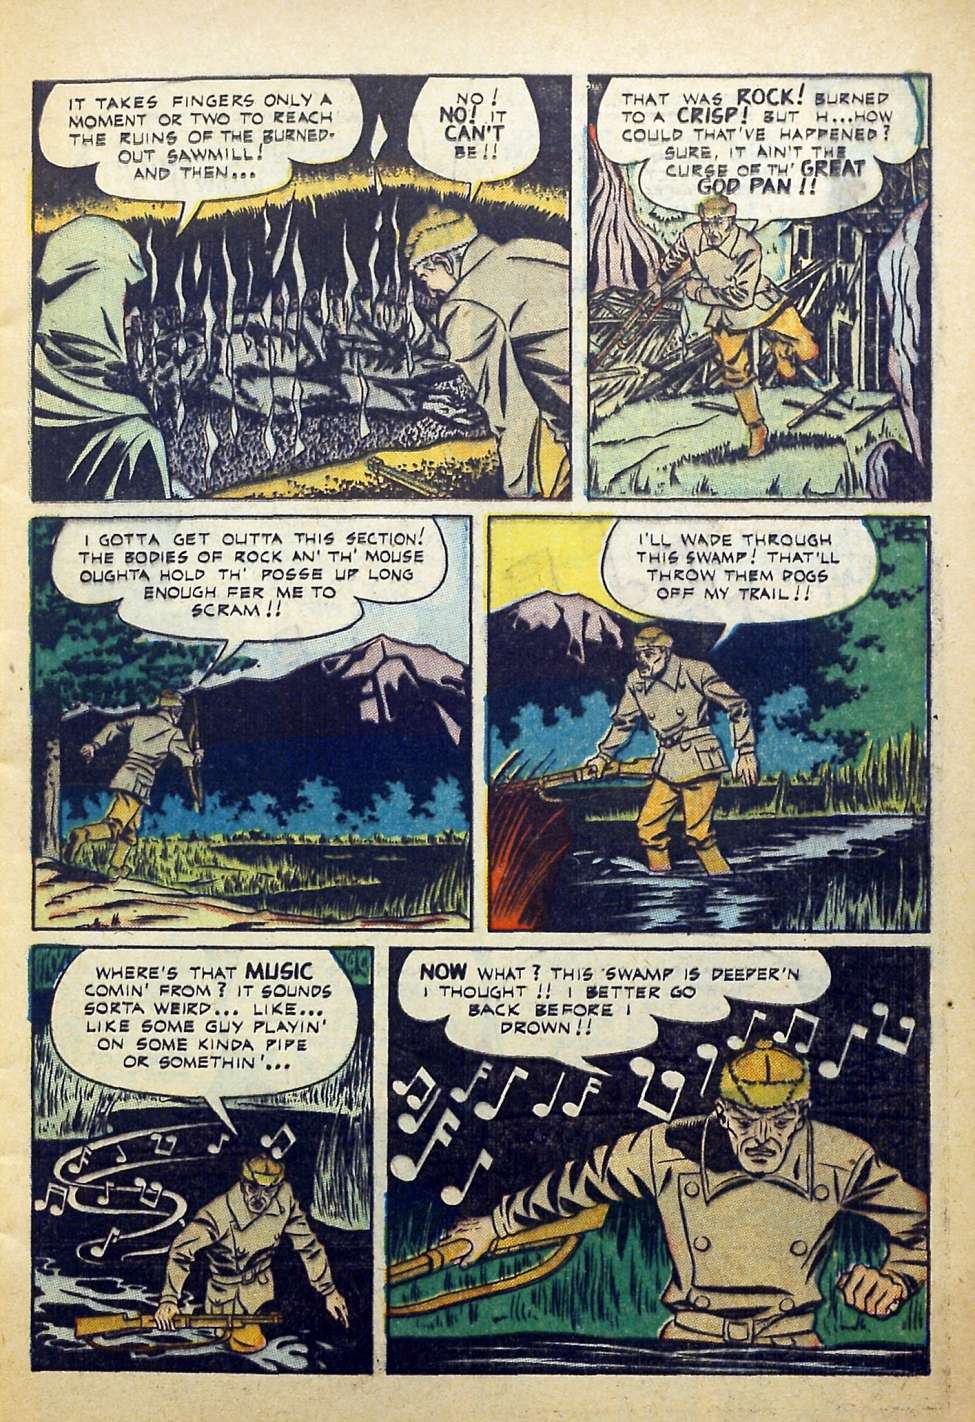 IT TAKES FINGERS ONLY A
MOMENT OR TWO TO REACH
THE RUINS OF THE BURNED-
OUT SAWMILL!
AND THEN...
NO!
NO! IT
CAN'T
BE!!
THAT WAS ROCK! BURNED
TO A CRISP! BUT H...HOW
COULD THAT'VE HAPPENED?
SURE, IT AIN'T THE
CURSE OF TH' GREAT
GOD PAN!!
I GOTTA GET OUTTA THIS SECTION!
THE BODIES OF ROCK AN' TH' MOUSE
OUGHTA HOLD TH' POSSE UP LONG
ENOUGH FER ME TO
SCRAM!!
I'LL WADE THROUGH
THIS SWAMP! THAT'LL
THROW THEM DOGS
OFF MY TRAIL!!
WHERE'S THAT MUSIC
COMIN' FROM? IT SOUNDS
SORTA WEIRD... LIKE...
LIKE SOME GUY PLAYIN'
ON SOME KINDA PIPE
OR SOMETHIN'...
NOW WHAT? THIS SWAMP IS DEEPER'N
I THOUGHT!! I BETTER GO
BACK BEFORE I
DROWN!!